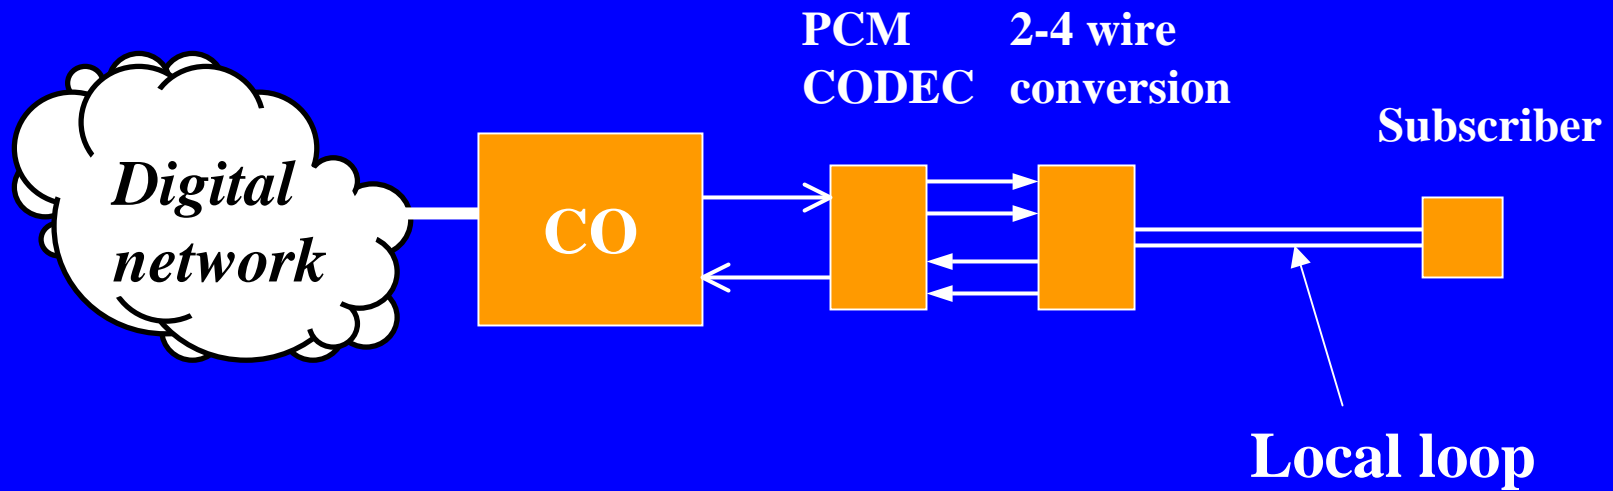 PCM
CODEC
2-4 wire
conversion
Subscriber
Digital
network
CO
Local loop